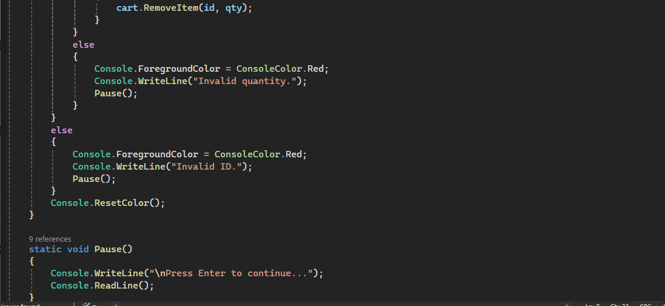 cart.RemoveItem(id, qty);
}
}
else
{
Console.ForegroundColor = ConsoleColor.Red;
Console.WriteLine("Invalid quantity.");
Pause();
}
}
else
{
Console.ForegroundColor = ConsoleColor.Red;
Console.WriteLine("Invalid ID.");
Pause();
}
Console.ResetColor();
}
9 references
static void Pause()
{
Console.WriteLine("\nPress Enter to continue...");
Console.ReadLine();
}